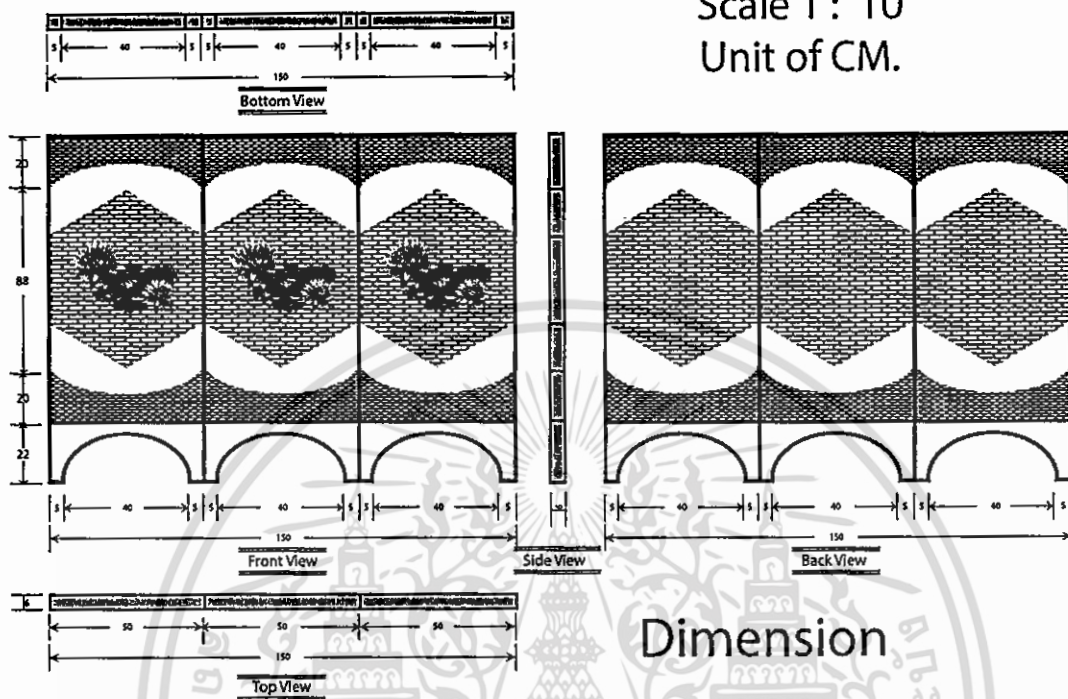 Scale 1 : 10
Unit of CM.
5 40 5 5 40 5 5 40 5
150
Bottom View
20
88
20
22
5 40 5 5 40 5 5 40 5
150
Front View
6
Side View
5 40 5 5 40 5 5 40 5
150
Back View
6
50 50 50
150
Top View
Dimension